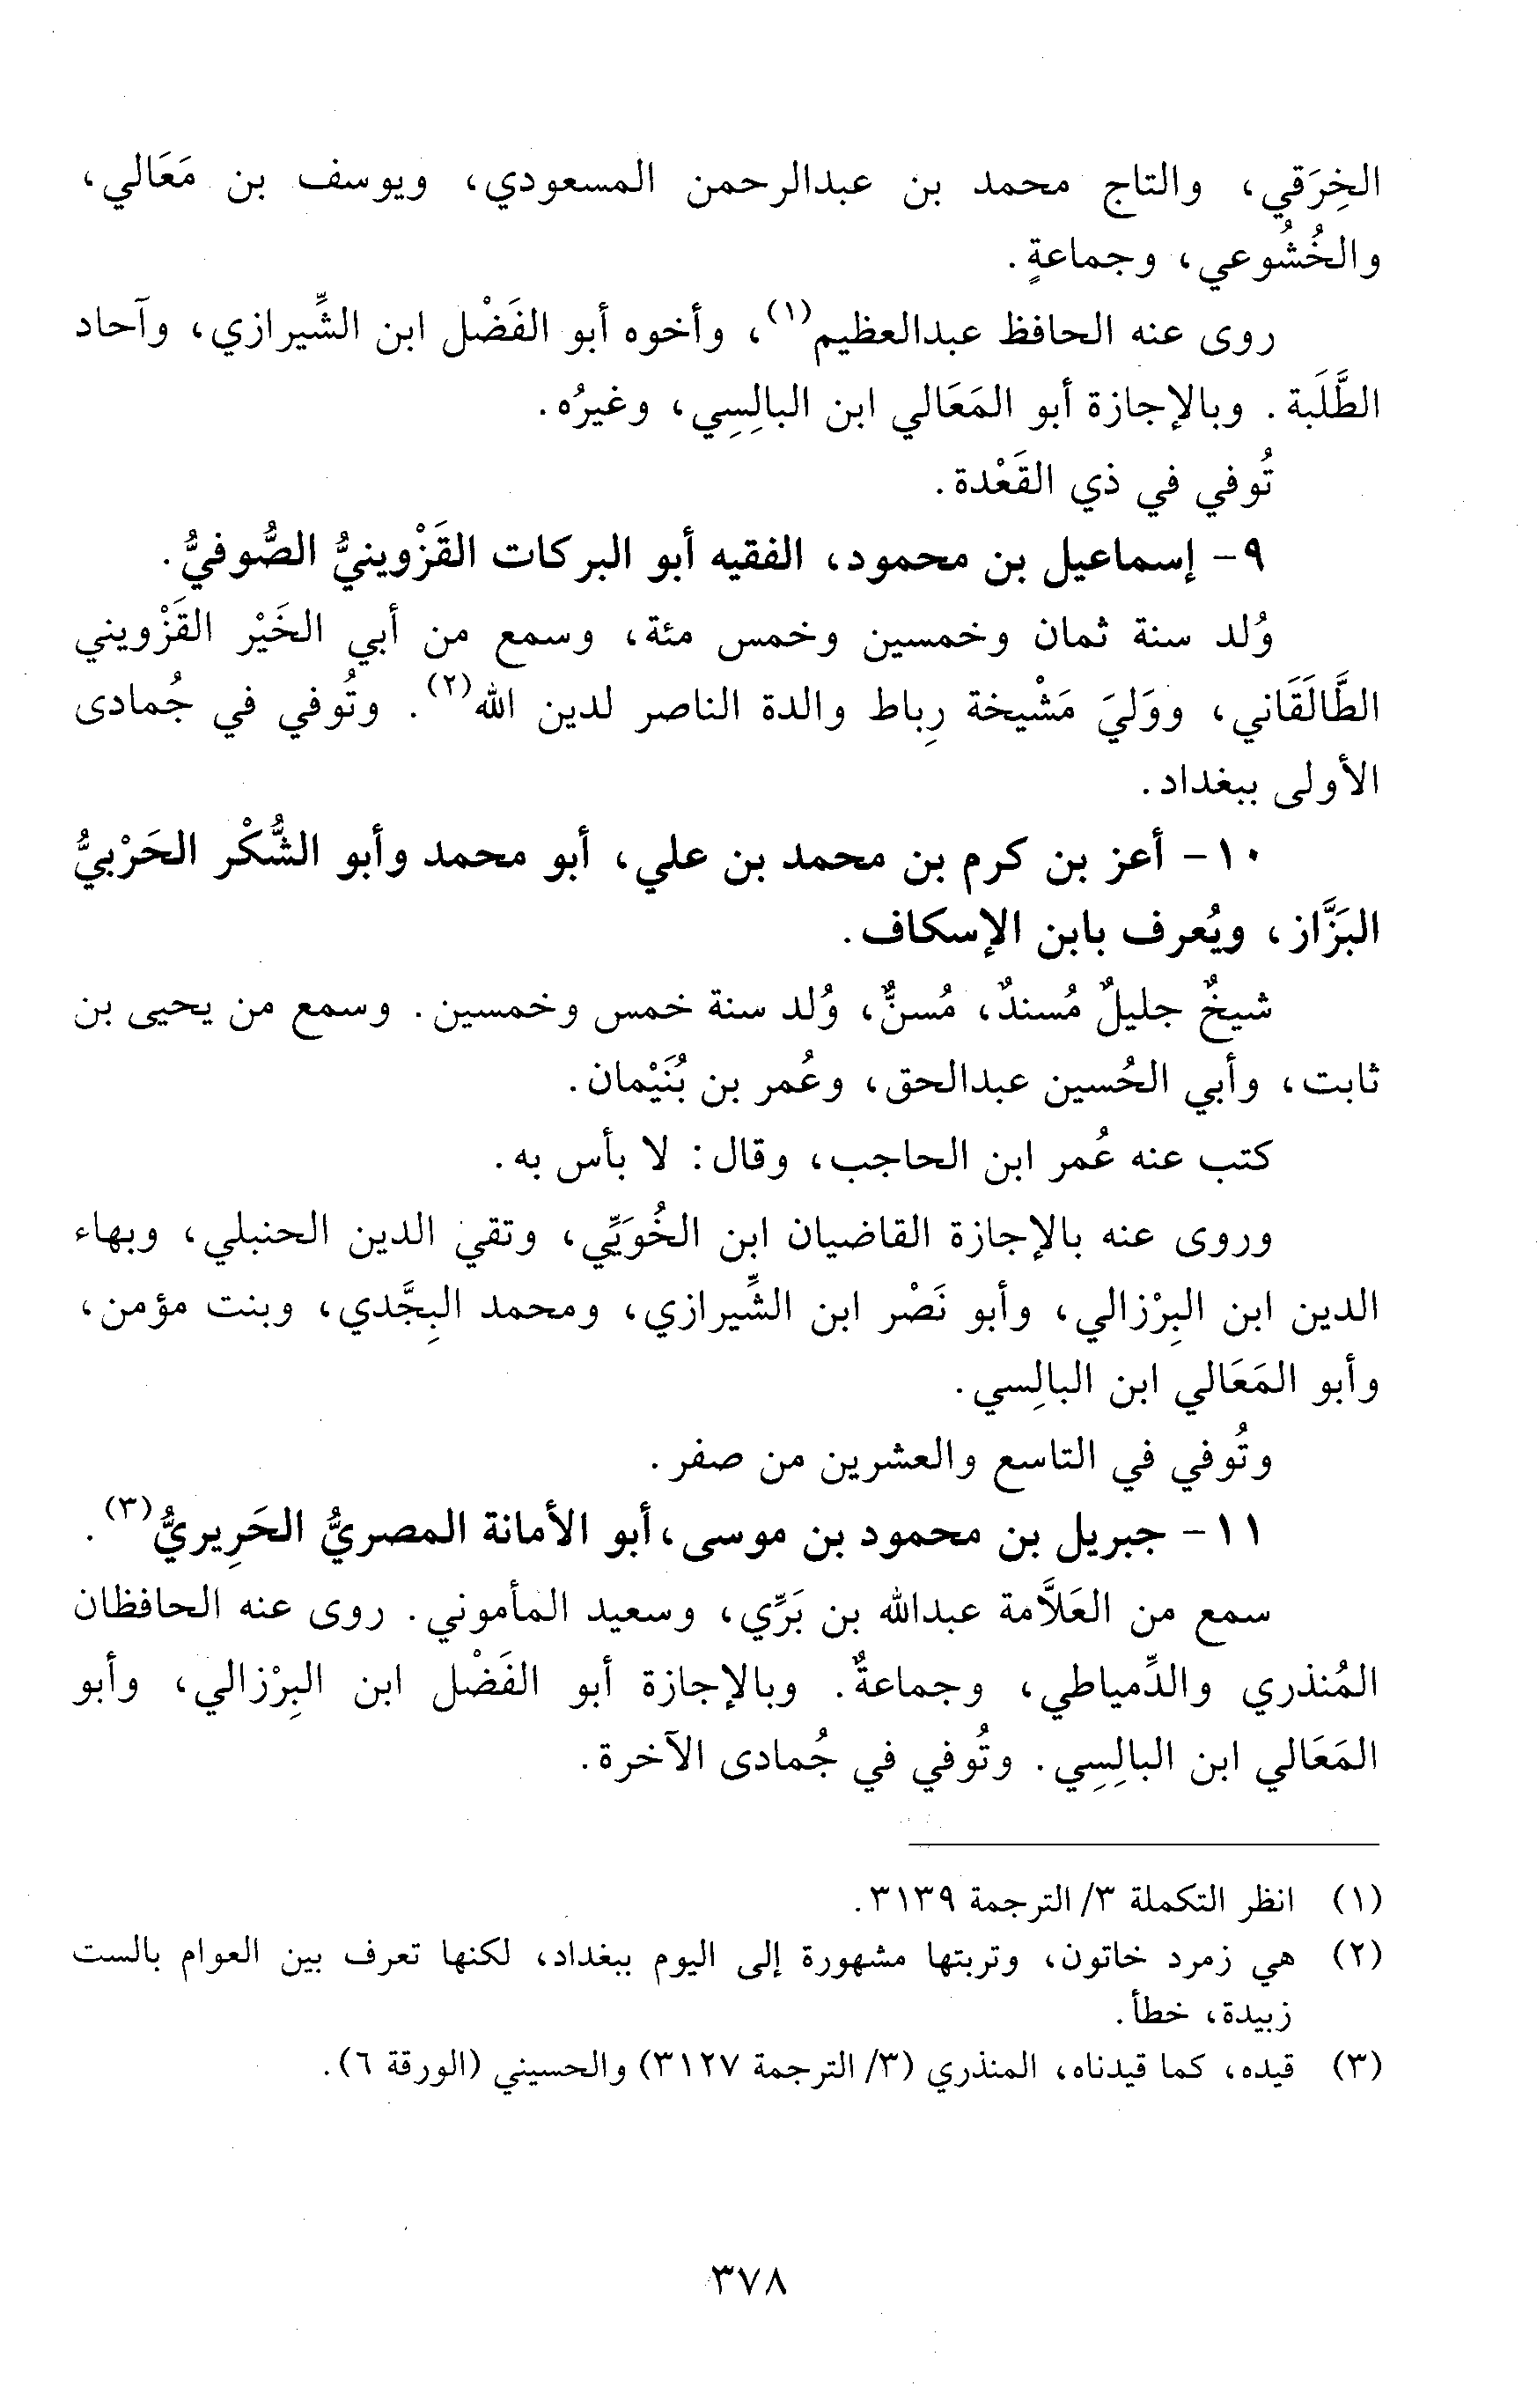 الخِرَقي، والتاج محمد بن عبدالرحمن المسعودي، ويوسف بن مَعَالي،
والخُشُوعي، وجماعةٍ.
روى عنه الحافظ عبدالعظيم(١)، وأخوه أبو الفَضْل ابن الشِّيرازي، وآحاد
الطَّلَبة. وبالإجازة أبو المَعَالي ابن البالِسِي، وغيرُه.
تُوفي في ذي القَعْدة.
٩- إسماعيل بن محمود، الفقيه أبو البركات القَزْوينيُّ الصُّوفيُّ.
وُلد سنة ثمان وخمسين وخمس مئة، وسمع من أبي الخَيْر القَزْويني
الطَّالَقَاني، ووَليَ مَشْيخة رِباط والدة الناصر لدين الله(٢). وتُوفي في جُمادى
الأولى ببغداد.
١٠- أعز بن كرم بن محمد بن علي، أبو محمد وأبو الشُّكْر الحَرْبيُّ
البَزَّاز، ويُعرف بابن الإسكاف.
شيخٌ جليلٌ مُسندٌ، مُسنٌّ، وُلد سنة خمس وخمسين. وسمع من يحيى بن
ثابت، وأبي الحُسين عبدالحق، وعُمر بن بُنَيْمان.
كتب عنه عُمر ابن الحاجب، وقال: لا بأس به.
وروى عنه بالإجازة القاضيان ابن الخُوَيِّي، وتقي الدين الحنبلي، وبهاء
الدين ابن البِرْزالي، وأبو نَصْر ابن الشِّيرازي، ومحمد البِجَّدي، وبنت مؤمن،
وأبو المَعَالي ابن البالِسي.
وتُوفي في التاسع والعشرين من صفر.
١١- جبريل بن محمود بن موسى، أبو الأمانة المصريُّ الحَرِيريُّ(٣).
سمع من العَلاَّمة عبدالله بن بَرِّي، وسعيد المأموني. روى عنه الحافظان
المُنذري والدِّمياطي، وجماعةٌ. وبالإجازة أبو الفَضْل ابن البِرْزالي، وأبو
المَعَالي ابن البالِسِي. وتُوفي في جُمادى الآخرة.
(١) انظر التكملة ٣/ الترجمة ٣١٣٩.
(٢) هي زمرد خاتون، وتربتها مشهورة إلى اليوم ببغداد، لكنها تعرف بين العوام بالست
زبيدة، خطأ.
(٣) قيده، كما قيدناه، المنذري (٣/ الترجمة ٣١٢٧) والحسيني (الورقة ٦).
٣٧٨